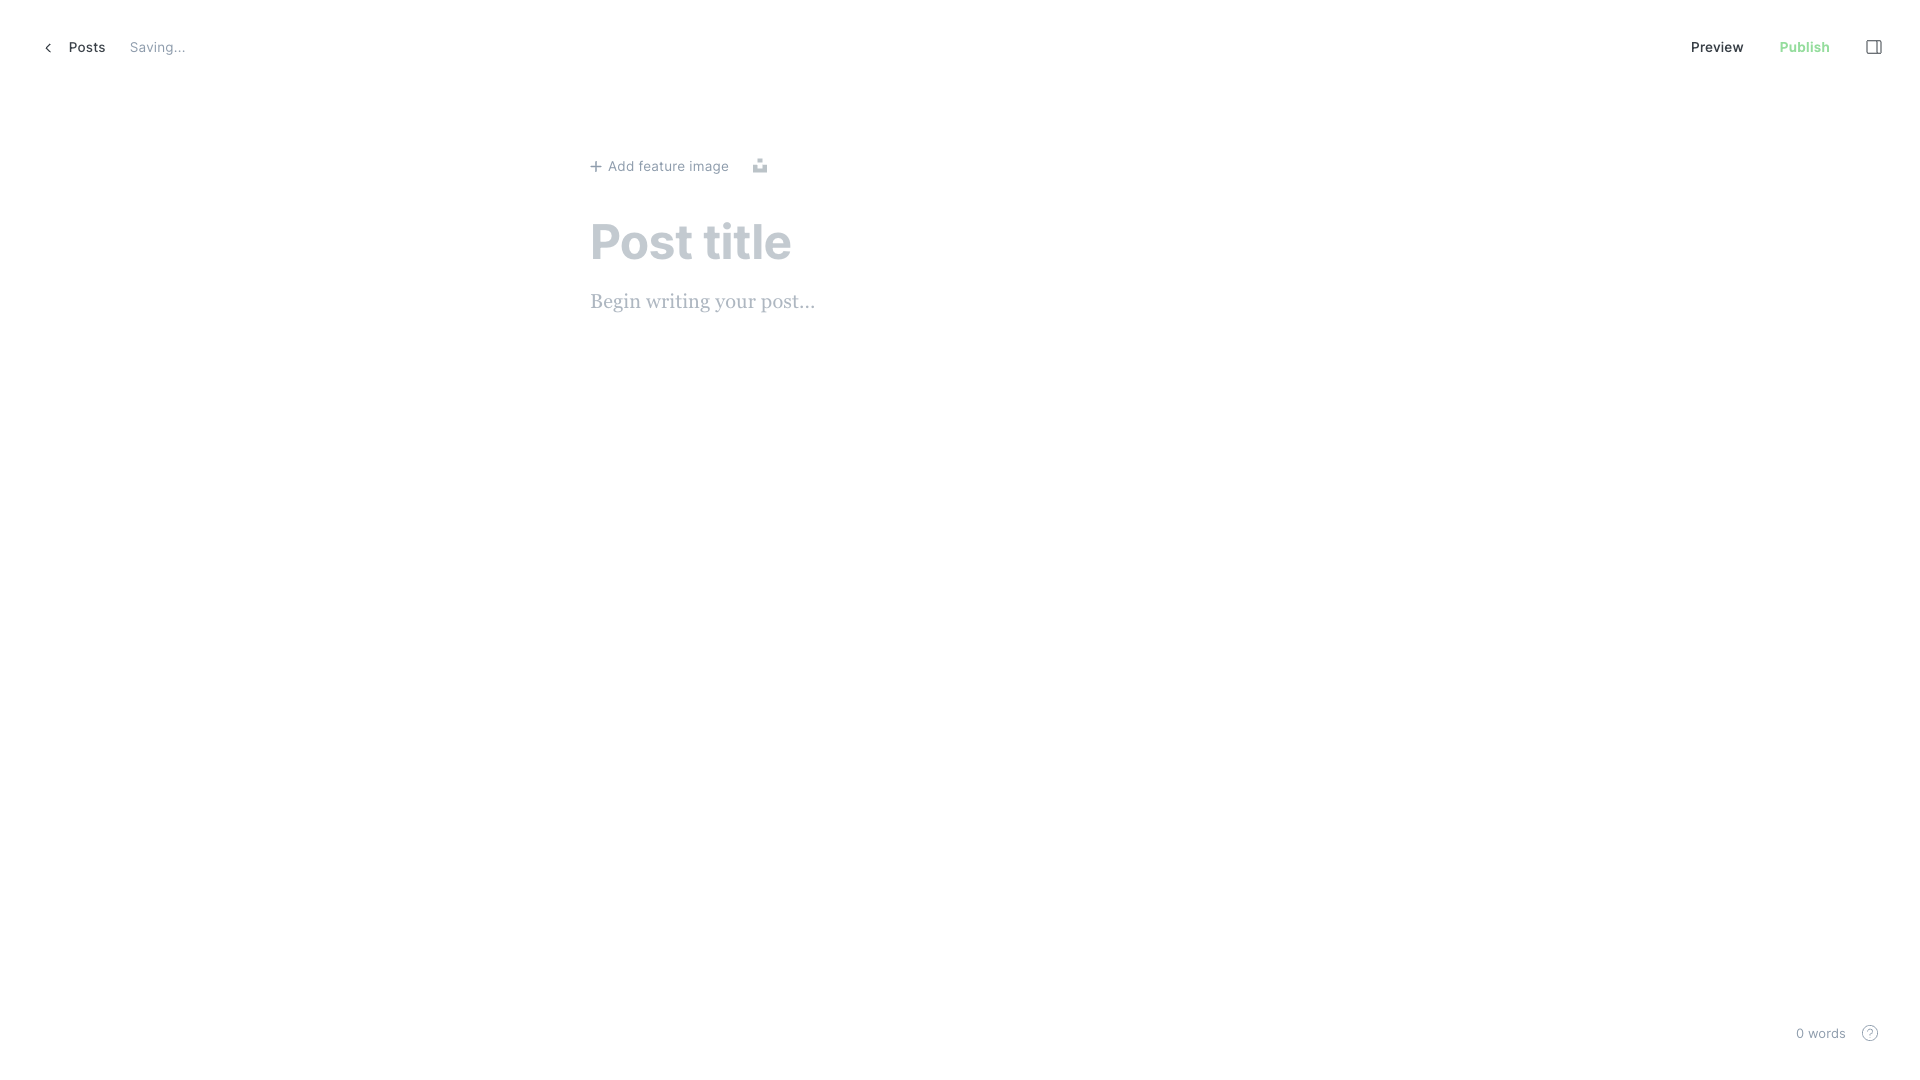 Posts
Saving...
Preview
Publish
Add feature image
Post title
Begin writing your post...
0 words
?